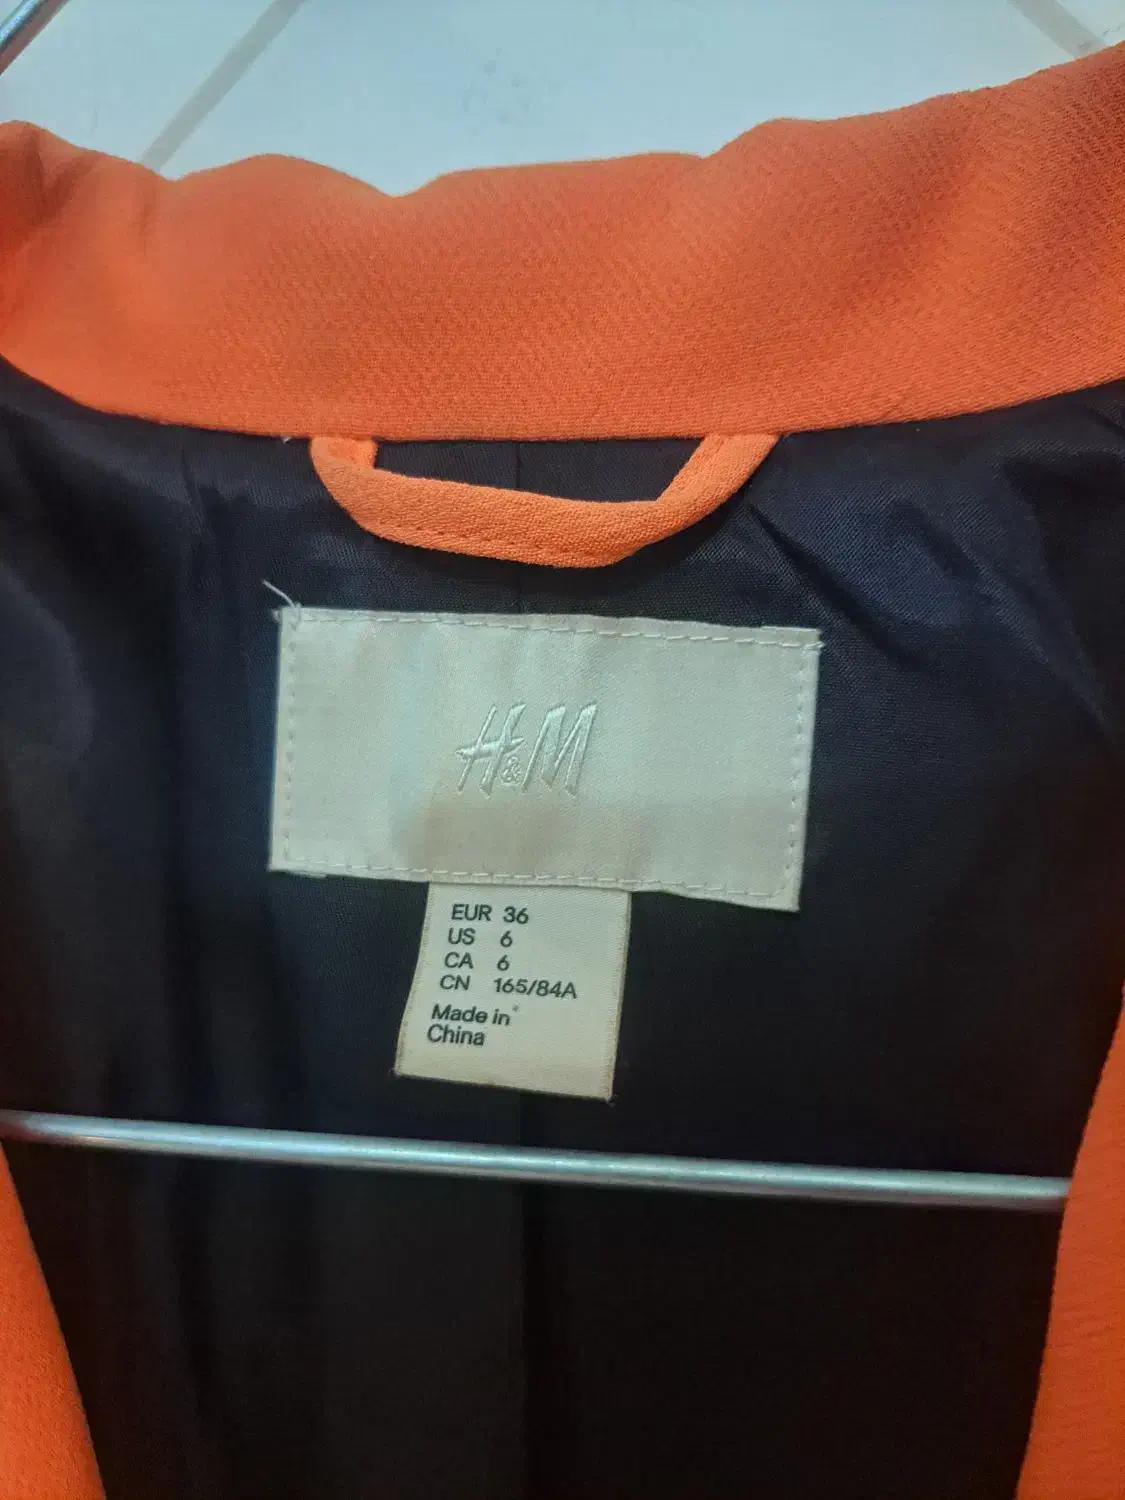 H&M
EUR 36
US 6
CA 6
CN 165/84A
Made in
China